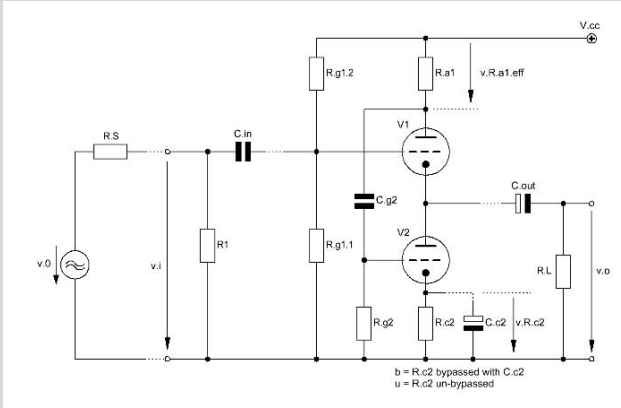 V.cc
R.g1.2
R.a1
v.R.a1.eff
V1
R.S
C.in
C.g2
C.out
V2
R1
R.g1.1
v.0
v.i
R.L
v.o
R.g2
R.c2
C.c2
v.R.c2
b = R.c2 bypassed with C.c2
u = R.c2 un-bypassed